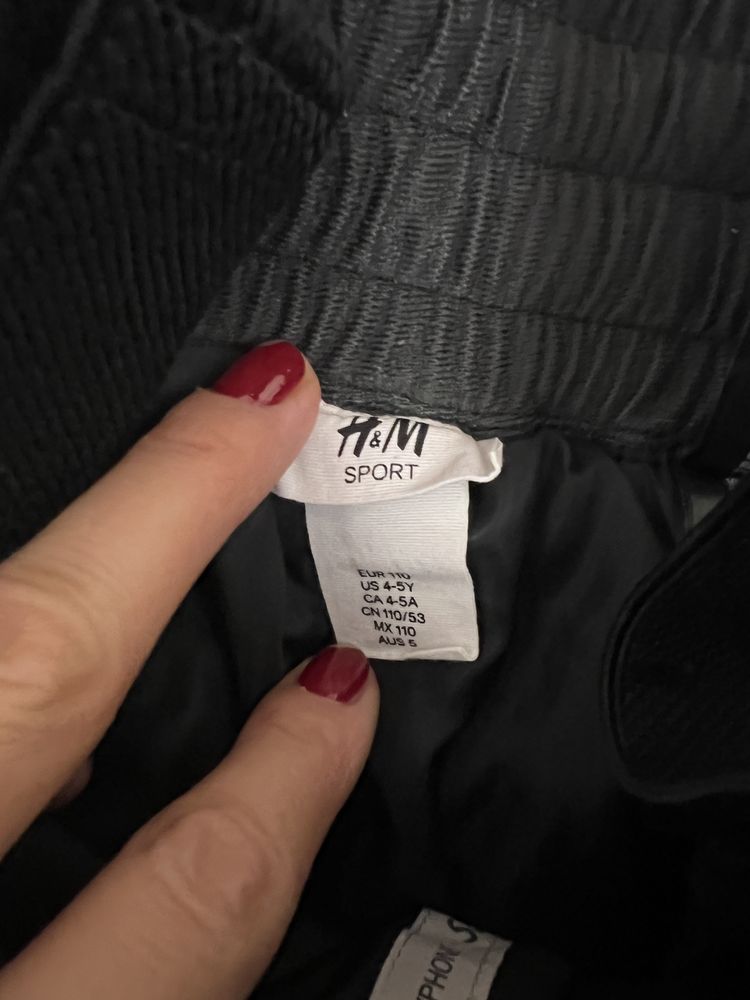 H&M
SPORT
EUR 110
US 4-5Y
CA 4-5A
CN 110/53
MX 110
AUS 5